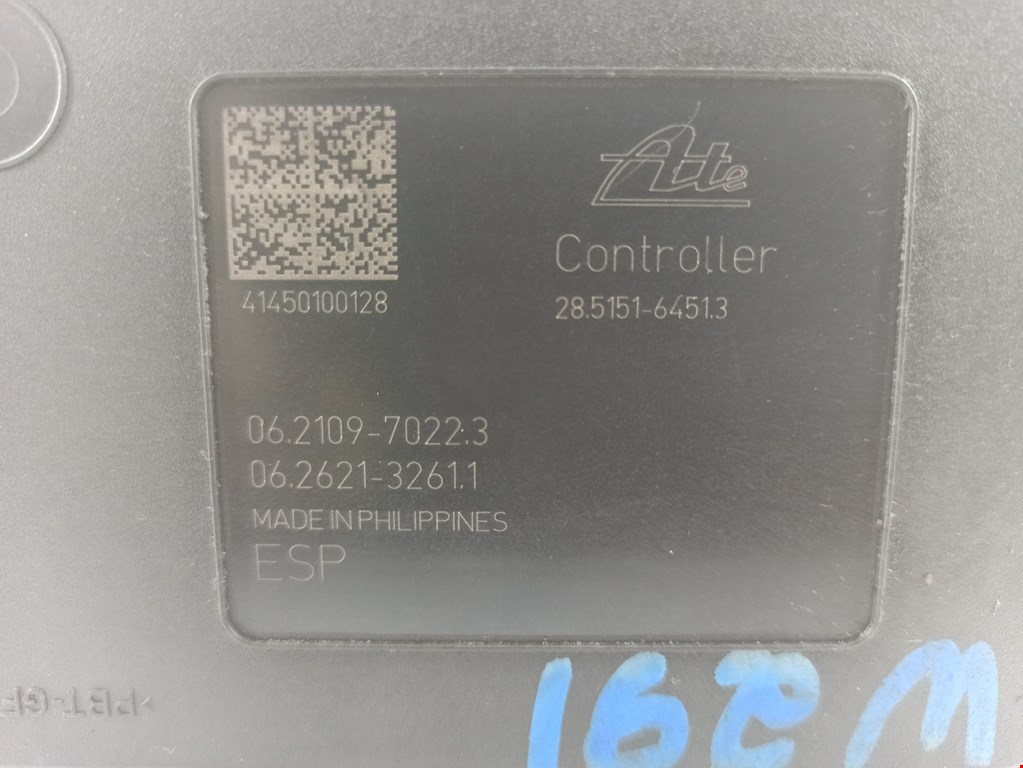 Ate
Controller
41450100128
28.5151-6451.3
06.2109-7022.3
06.2621-3261.1
MADE IN PHILIPPINES
ESP